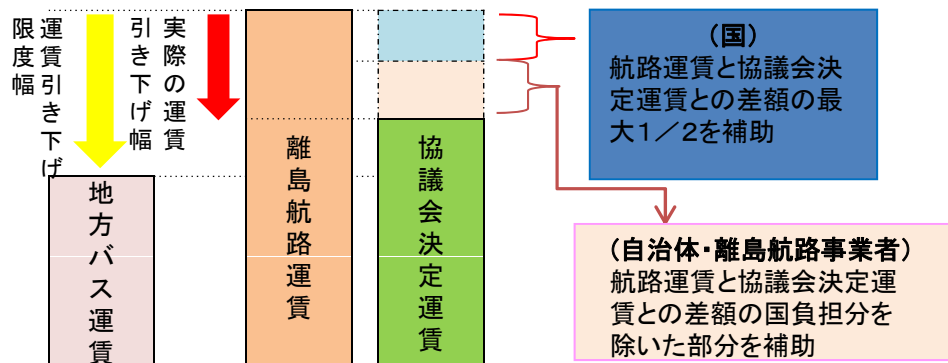 運賃引き下げ
限度幅
実際の運賃
引き下げ幅
地方バス運賃
離島航路運賃
協議会決定運賃
(国)
航路運賃と協議会決
定運賃との差額の最
大1/2を補助
(自治体・離島航路事業者)
航路運賃と協議会決定運
賃との差額の国負担分を
除いた部分を補助